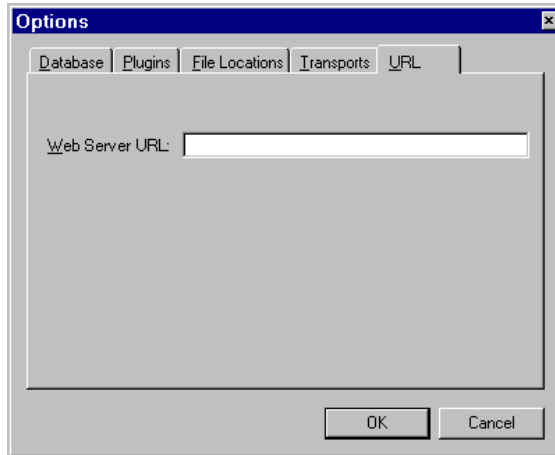 Options
Database Plugins File Locations Transports URL
Web Server URL:
OK Cancel